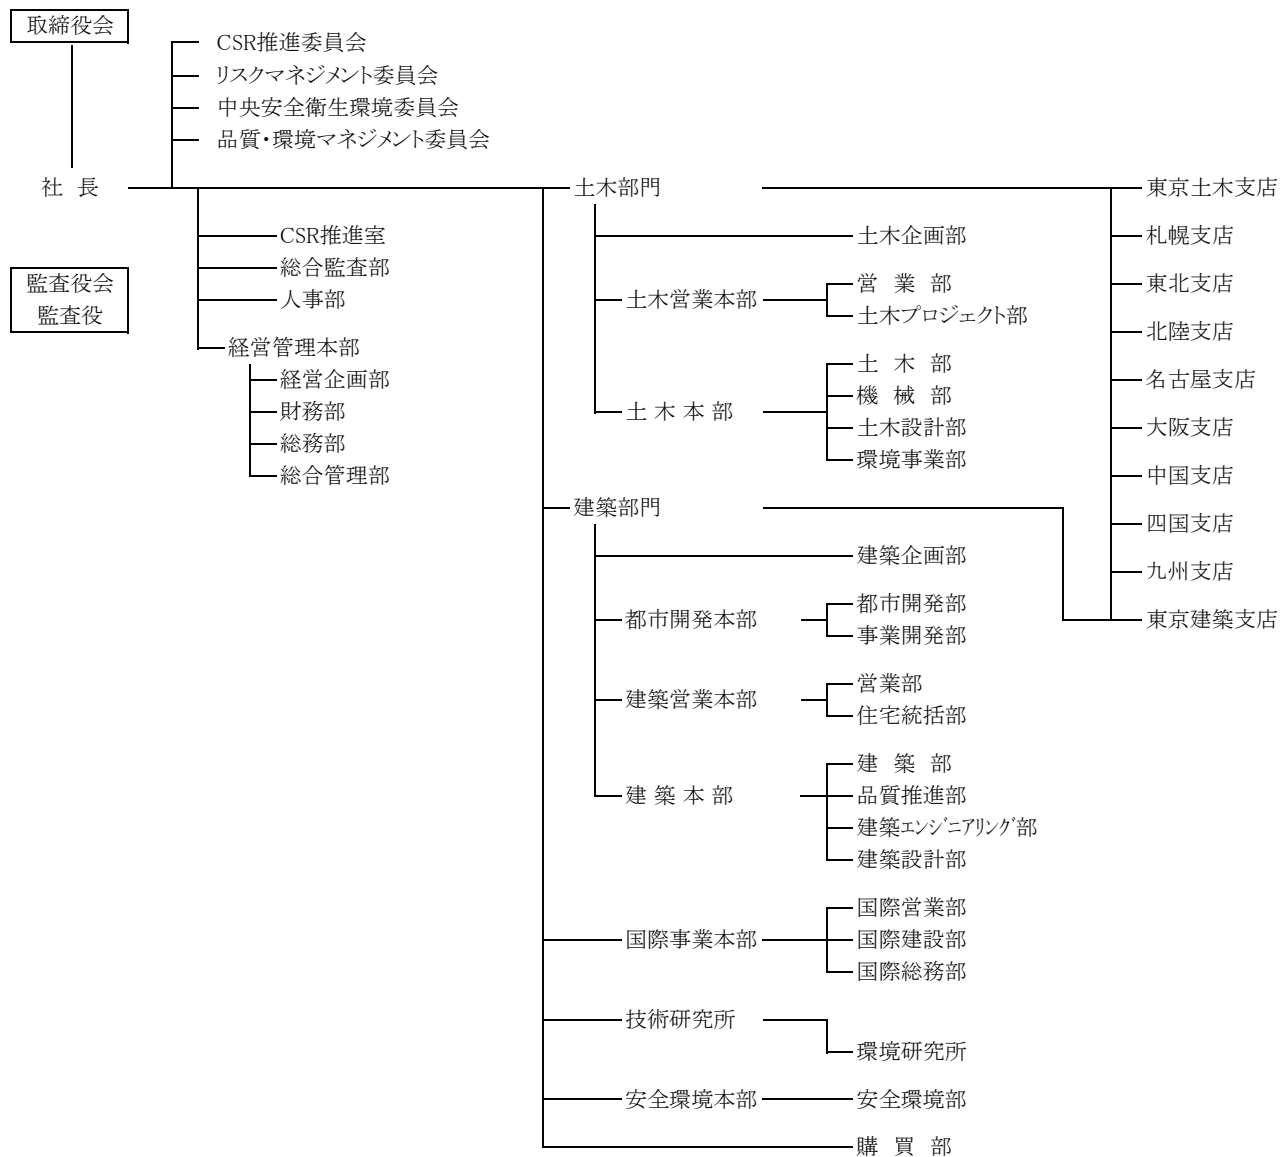 取締役会
CSR推進委員会
リスクマネジメント委員会
中央安全衛生環境委員会
品質・環境マネジメント委員会
社 長
土木部門
東京土木支店
CSR推進室
土木企画部
札幌支店
総合監査部
監査役会
監査役
人事部
土木営業本部
営 業 部
土木プロジェクト部
東北支店
北陸支店
経営管理本部
経営企画部
財務部
総務部
総合管理部
土 木 本 部
土 木 部
機 械 部
土木設計部
環境事業部
名古屋支店
大阪支店
中国支店
建築部門
四国支店
建築企画部
九州支店
都市開発本部
都市開発部
事業開発部
東京建築支店
建築営業本部
営業部
住宅統括部
建 築 本 部
建 築 部
品質推進部
建築ｴﾝｼﾞﾆｱﾘﾝｸﾞ部
建築設計部
国際事業本部
国際営業部
国際建設部
国際総務部
技術研究所
環境研究所
安全環境本部
安全環境部
購 買 部